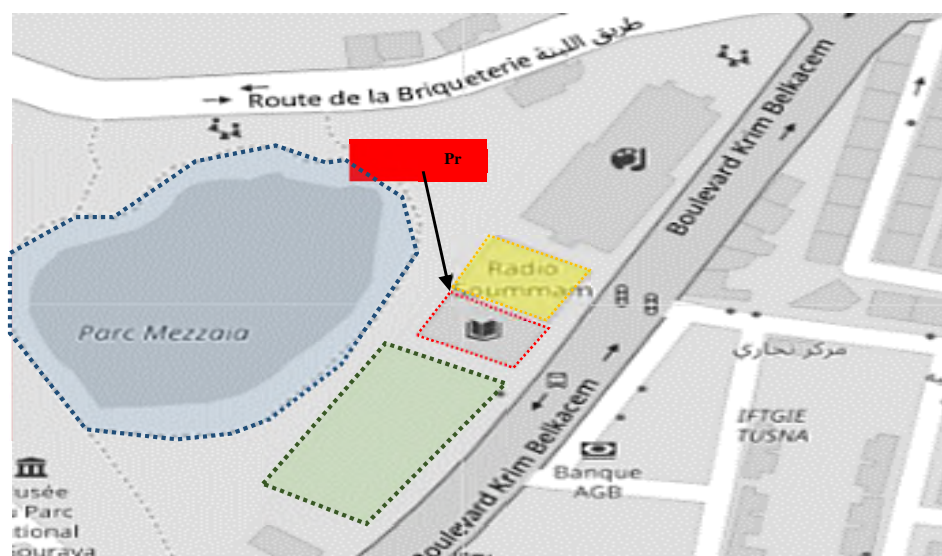 Route de la Briqueterie طريق اللبنة
Pr
Boulevard Krim Belkacem
Radio
Soummam
Parc Mezzaia
مركز تجاري
IFTGIE
TUSNA
Boulevard Krim Belkacem
Banque
AGB
usée
Parc
tional
ouraya